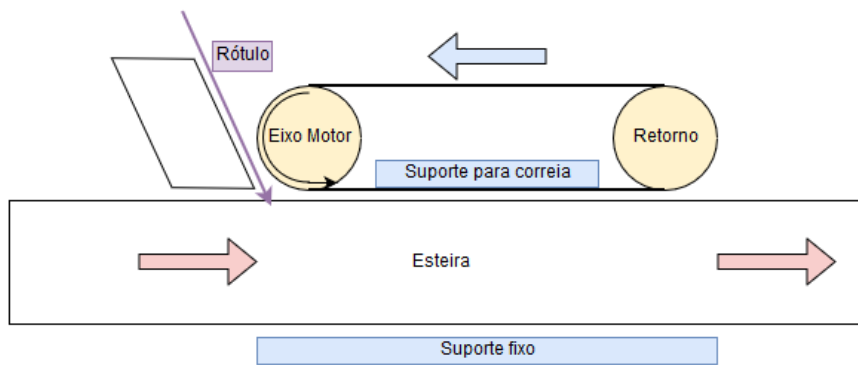 Rótulo
Eixo Motor
Retorno
Suporte para correia
Esteira
Suporte fixo